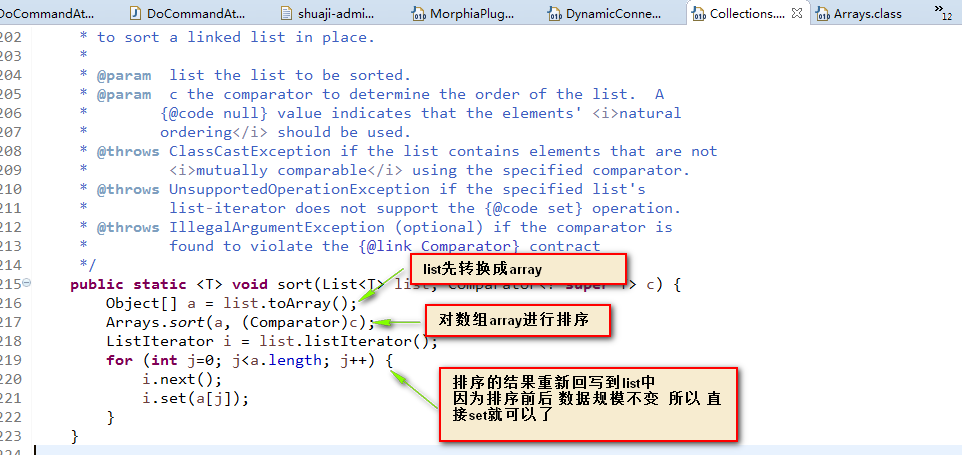 DoCommandAt...
DoCommandAt...
shuaji-admi...
MorphiaPlug...
DynamicConne...
Collections....
Arrays.class
»12
202 * to sort a linked list in place.
203 *
204 * @param  list the list to be sorted.
205 * @param  c the comparator to determine the order of the list.  A
206 *        {@code null} value indicates that the elements' <i>natural
207 *        ordering</i> should be used.
208 * @throws ClassCastException if the list contains elements that are not
209 *         <i>mutually comparable</i> using the specified comparator.
210 * @throws UnsupportedOperationException if the specified list's
211 *         list-iterator does not support the {@code set} operation.
212 * @throws IllegalArgumentException (optional) if the comparator is
213 *         found to violate the {@link Comparator} contract
214 */
list先转换成array
215 public static <T> void sort(List<T> list, Comparator<? super T> c) {
216 Object[] a = list.toArray();
217 Arrays.sort(a, (Comparator)c);
对数组array进行排序
218 ListIterator i = list.listIterator();
219 for (int j=0; j<a.length; j++) {
220 i.next();
221 i.set(a[j]);
排序的结果重新回写到list中
因为排序前后 数据规模不变 所以 直
接set就可以了
222 }
223 }
224